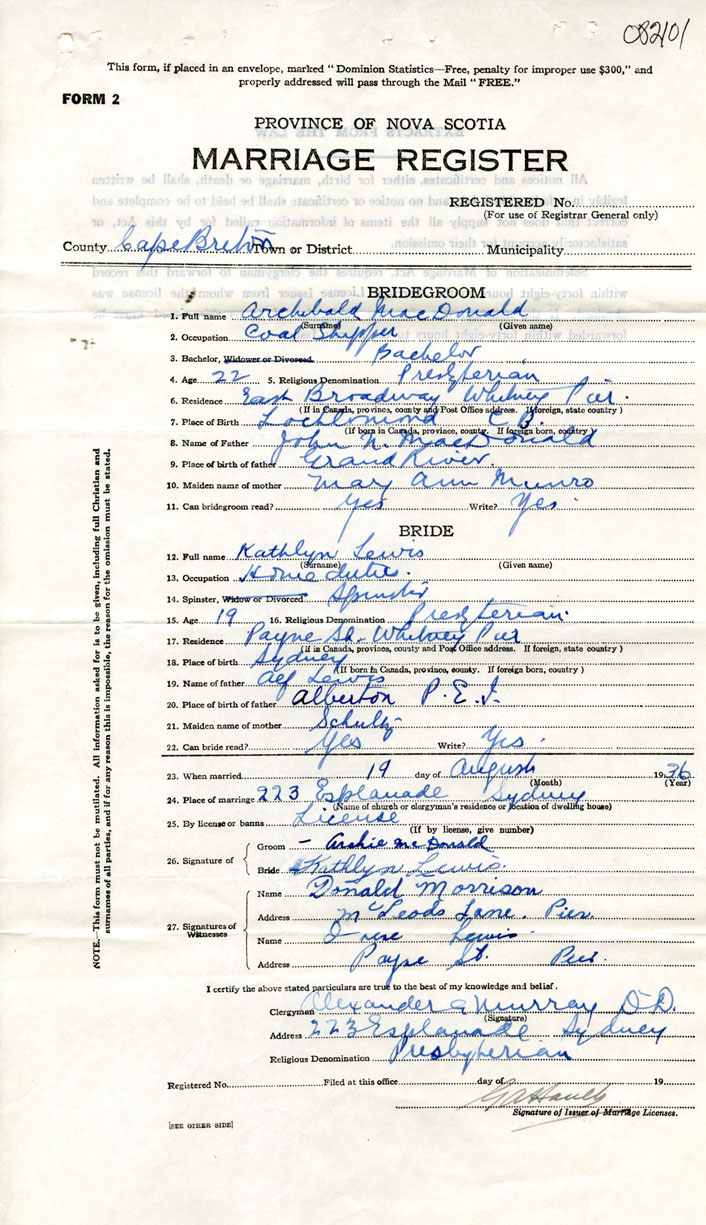 082101
This form, if placed in an envelope, marked "Dominion Statistics—Free, penalty for improper use $300," and
properly addressed will pass through the Mail "FREE."
FORM 2
PROVINCE OF NOVA SCOTIA
MARRIAGE REGISTER
REGISTERED No.
(For use of Registrar General only)
County Cape Breton Town or District Municipality
BRIDEGROOM
1. Full name Archibald MacDonald
(Surname) (Given name)
2. Occupation Coal Shipper
3. Bachelor, Widower or Divorced Bachelor
4. Age 22 5. Religious Denomination Presbyterian
6. Residence East Broadway Whitney Pier.
(If in Canada, province, county and Post Office address. If foreign, state country)
7. Place of Birth Lochlomond C.B.
(If born in Canada, province, county. If foreign born, country)
8. Name of Father John N. MacDonald
9. Place of birth of father Grand River.
10. Maiden name of mother Mary Ann Munro
11. Can bridegroom read? Yes Write? Yes.
BRIDE
12. Full name Kathlyn Lewis
(Surname) (Given name)
13. Occupation Home duties.
14. Spinster, Widow or Divorced Spinster
15. Age 19 16. Religious Denomination Presbyterian.
17. Residence Payne St. Whitney Pier
(If in Canada, province, county and Post Office address. If foreign, state country)
18. Place of birth Sydney
(If born in Canada, province, county. If foreign born, country)
19. Name of father Alf Lewis
20. Place of birth of father Alberton P.E.I.
21. Maiden name of mother Schultz
22. Can bride read? Yes Write? Yes.
23. When married 19 day of August 1936
(Month) (Year)
24. Place of marriage 223 Esplanade Sydney
(Name of church or clergyman's residence or location of dwelling house)
25. By license or banns License
(If by license, give number)
26. Signature of
Groom – Archie McDonald
Bride Kathlyn Lewis.
27. Signatures of Witnesses
Name Donald Morrison
Address McLeods Lane. Pier.
Name Irene Lewis
Address Payne St. Pier.
I certify the above stated particulars are true to the best of my knowledge and belief.
Clergyman Alexander Murray D.D.
(Signature)
Address 223 Esplanade Sydney
Religious Denomination Presbyterian
Registered No. Filed at this office day of 19
Signature of Issuer of Marriage Licenses.
[SEE OTHER SIDE]
NOTE.—This form must not be mutilated. All information asked for is to be given, including full Christian and
surnames of all parties, and if for any reason this is impossible, the reason for the omission must be stated.